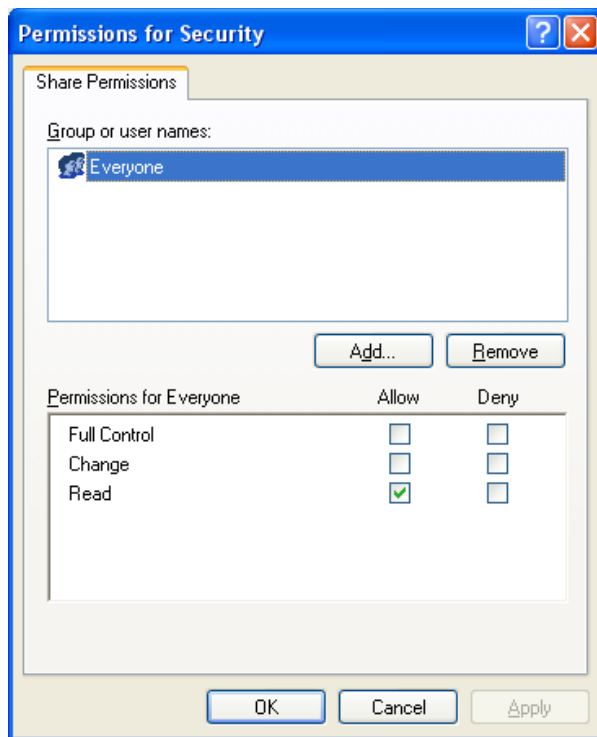 Permissions for Security
Share Permissions
Group or user names:
Everyone
Add... Remove
Permissions for Everyone Allow Deny
Full Control
Change
Read
OK Cancel Apply